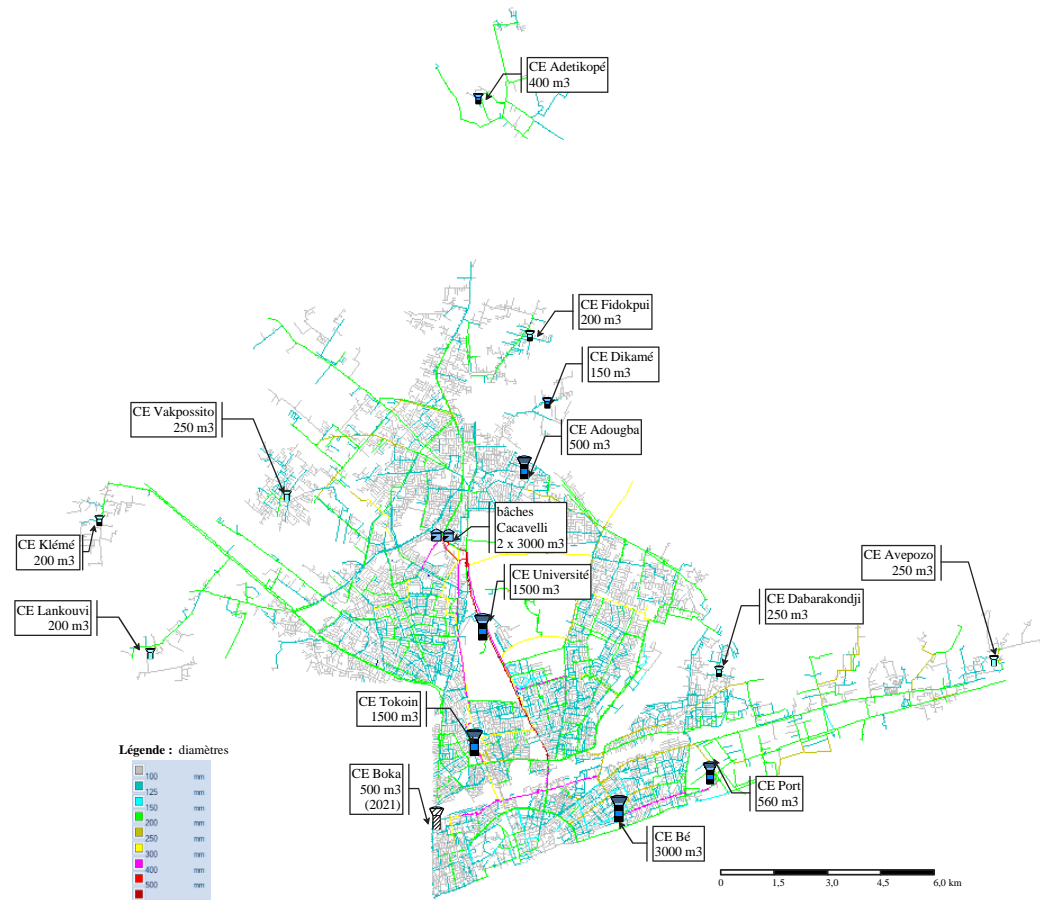 CE Adetikopé
400 m3
CE Fidokpui
200 m3
CE Dikamé
150 m3
CE Vakpossito
250 m3
CE Adougba
500 m3
bâches
Cacavelli
2 x 3000 m3
CE Klémé
200 m3
CE Avepozo
250 m3
CE Université
1500 m3
CE Dabarakondji
250 m3
CE Lankouvi
200 m3
CE Tokoin
1500 m3
Légende : diamètres
100 mm
125 mm
150 mm
200 mm
250 mm
300 mm
400 mm
500 mm
CE Boka
500 m3
(2021)
CE Port
560 m3
CE Bé
3000 m3
0 1,5 3,0 4,5 6,0 km